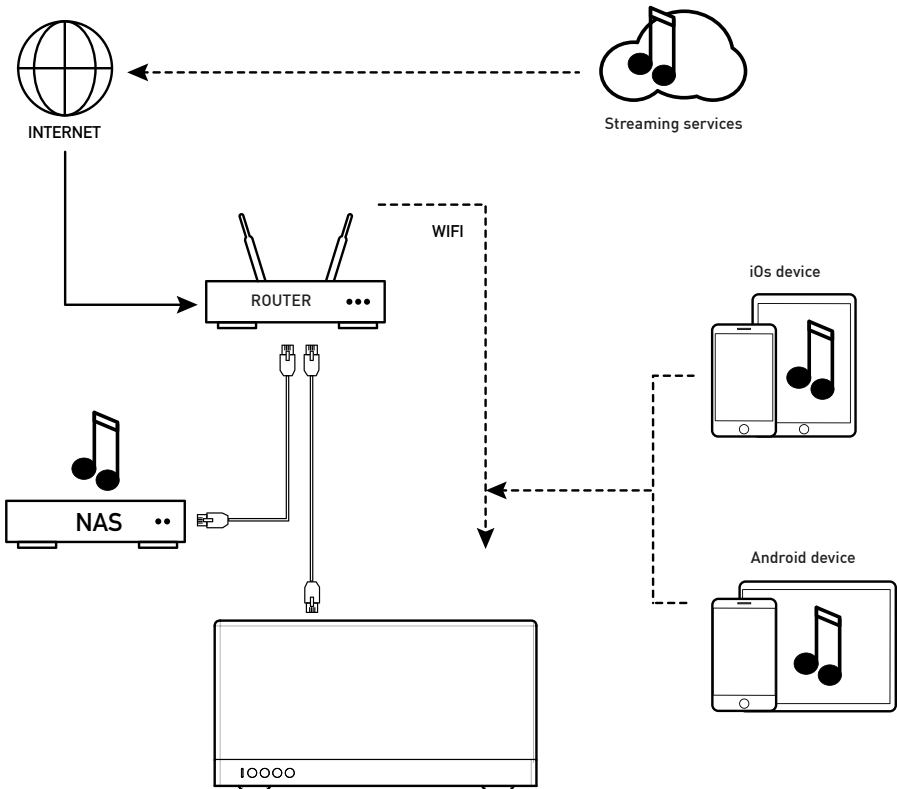 INTERNET
Streaming services
WIFI
ROUTER
iOs device
NAS
Android device